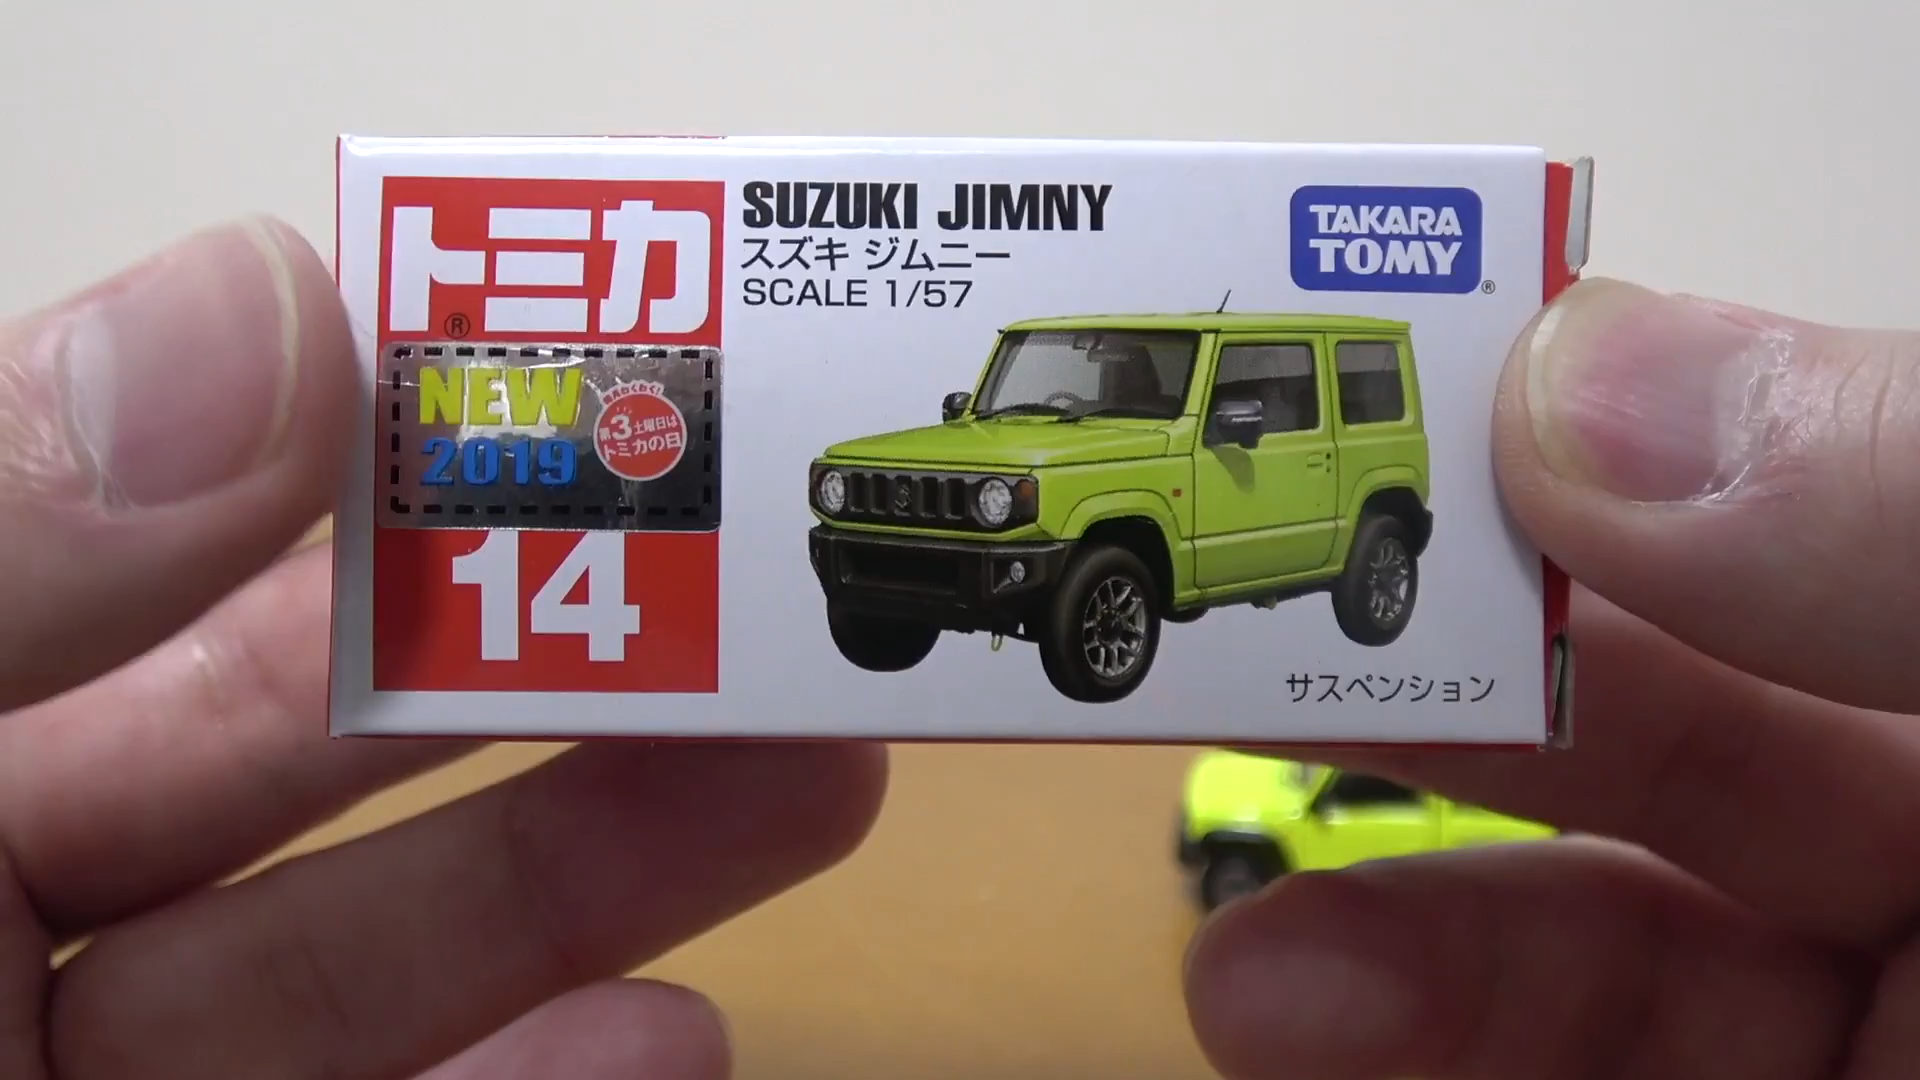 トミカ
®
NEW
2019
第3土曜日は
トミカの日
14
SUZUKI JIMNY
スズキ ジムニー
SCALE 1/57
TAKARA
TOMY
®
サスペンション